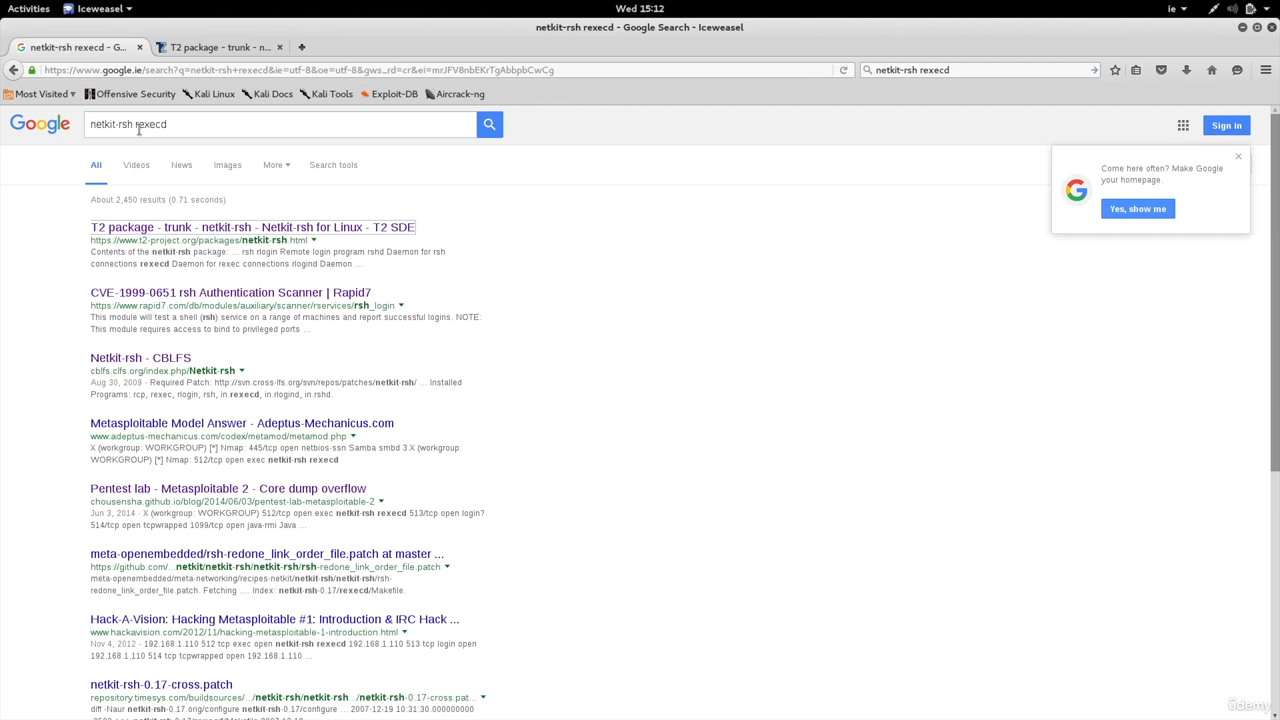 Activities Iceweasel Wed 15:12 ie
netkit-rsh rexecd - Google Search - Iceweasel
netkit-rsh rexecd - G... T2 package - trunk - n...
https://www.google.ie/search?q=netkit-rsh+rexecd&ie=utf-8&oe=utf-8&gws_rd=cr&ei=mrJFV8nbEKrTgAbbpbCwCg netkit-rsh rexecd
Most Visited Offensive Security Kali Linux Kali Docs Kali Tools Exploit-DB Aircrack-ng
Google netkit-rsh rexecd Sign in
All Videos News Images More Search tools
Come here often? Make Google
your homepage.
Yes, show me
About 2,450 results (0.71 seconds)
T2 package - trunk - netkit-rsh - Netkit-rsh for Linux - T2 SDE
https://www.t2-project.org/packages/netkit-rsh.html
Contents of the netkit-rsh package: ... rsh rlogin Remote login program rshd Daemon for rsh
connections rexecd Daemon for rexec connections rlogind Daemon ...
CVE-1999-0651 rsh Authentication Scanner | Rapid7
https://www.rapid7.com/db/modules/auxiliary/scanner/rservices/rsh_login
This module will test a shell (rsh) service on a range of machines and report successful logins. NOTE:
This module requires access to bind to privileged ports ...
Netkit-rsh - CBLFS
cblfs.clfs.org/index.php/Netkit-rsh
Aug 30, 2009 - Required Patch: http://svn.cross-lfs.org/svn/repos/patches/netkit-rsh/ ... Installed
Programs: rcp, rexec, rlogin, rsh, in.rexecd, in.rlogind, in.rshd.
Metasploitable Model Answer - Adeptus-Mechanicus.com
www.adeptus-mechanicus.com/codex/metamod/metamod.php
X (workgroup: WORKGROUP) [*] Nmap: 445/tcp open netbios-ssn Samba smbd 3.X (workgroup:
WORKGROUP) [*] Nmap: 512/tcp open exec netkit-rsh rexecd
Pentest lab - Metasploitable 2 - Core dump overflow
chousensha.github.io/blog/2014/06/03/pentest-lab-metasploitable-2
Jun 3, 2014 - X (workgroup: WORKGROUP) 512/tcp open exec netkit-rsh rexecd 513/tcp open login?
514/tcp open tcpwrapped 1099/tcp open java-rmi Java ...
meta-openembedded/rsh-redone_link_order_file.patch at master ...
https://github.com/... netkit/netkit-rsh/netkit-rsh/rsh-redone_link_order_file.patch
meta-openembedded/meta-networking/recipes-netkit/netkit-rsh/netkit-rsh/rsh-
redone_link_order_file.patch. Fetching ... Index: netkit-rsh-0.17/rexecd/Makefile.
Hack-A-Vision: Hacking Metasploitable #1: Introduction & IRC Hack ...
www.hackavision.com/2012/11/hacking-metasploitable-1-introduction.html
Nov 4, 2012 - 192.168.1.110 512 tcp exec open netkit-rsh rexecd 192.168.1.110 513 tcp login open
192.168.1.110 514 tcp tcpwrapped open 192.168.1.110 ...
netkit-rsh-0.17-cross.patch
repository.timesys.com/buildsources/.../netkit-rsh/netkit-rsh.../netkit-rsh-0.17-cross.pat...
diff -Naur netkit-rsh-0.17.orig/configure netkit-rsh-0.17/configure ... 2007-12-19 10:31:30.000000000
udemy